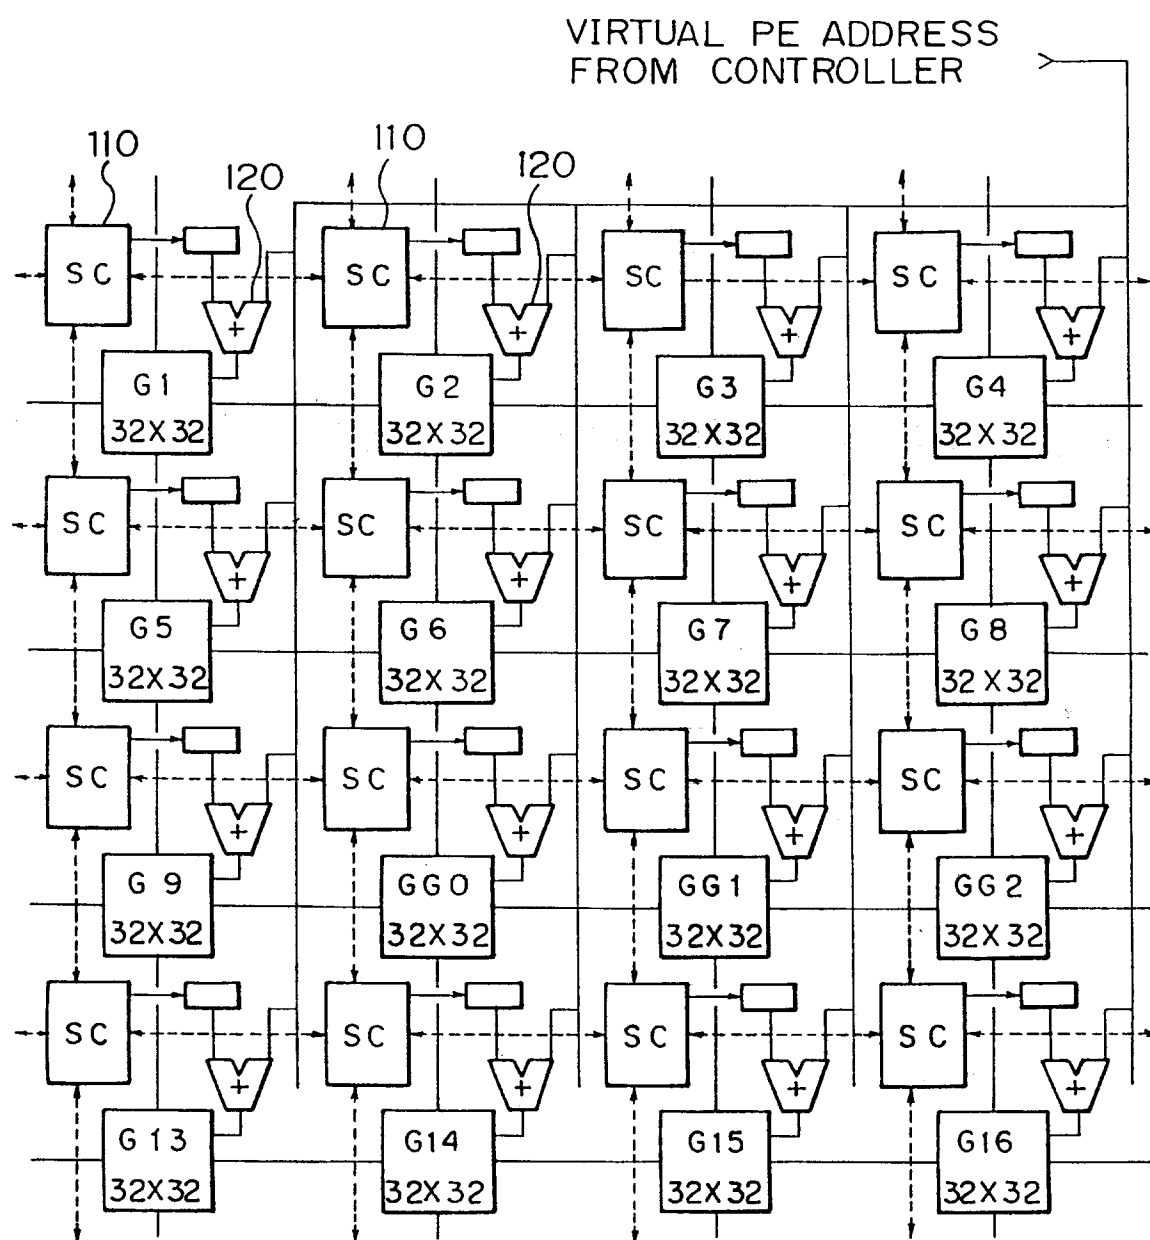 VIRTUAL PE ADDRESS
FROM CONTROLLER
110
120
110
120
SC
SC
SC
SC
+
+
+
+
G1
32X32
G2
32X32
G3
32X32
G4
32X32
SC
SC
SC
SC
+
+
+
+
G5
32X32
G6
32X32
G7
32X32
G8
32X32
SC
SC
SC
SC
+
+
+
+
G9
32X32
GG0
32X32
GG1
32X32
GG2
32X32
SC
SC
SC
SC
+
+
+
+
G13
32X32
G14
32X32
G15
32X32
G16
32X32